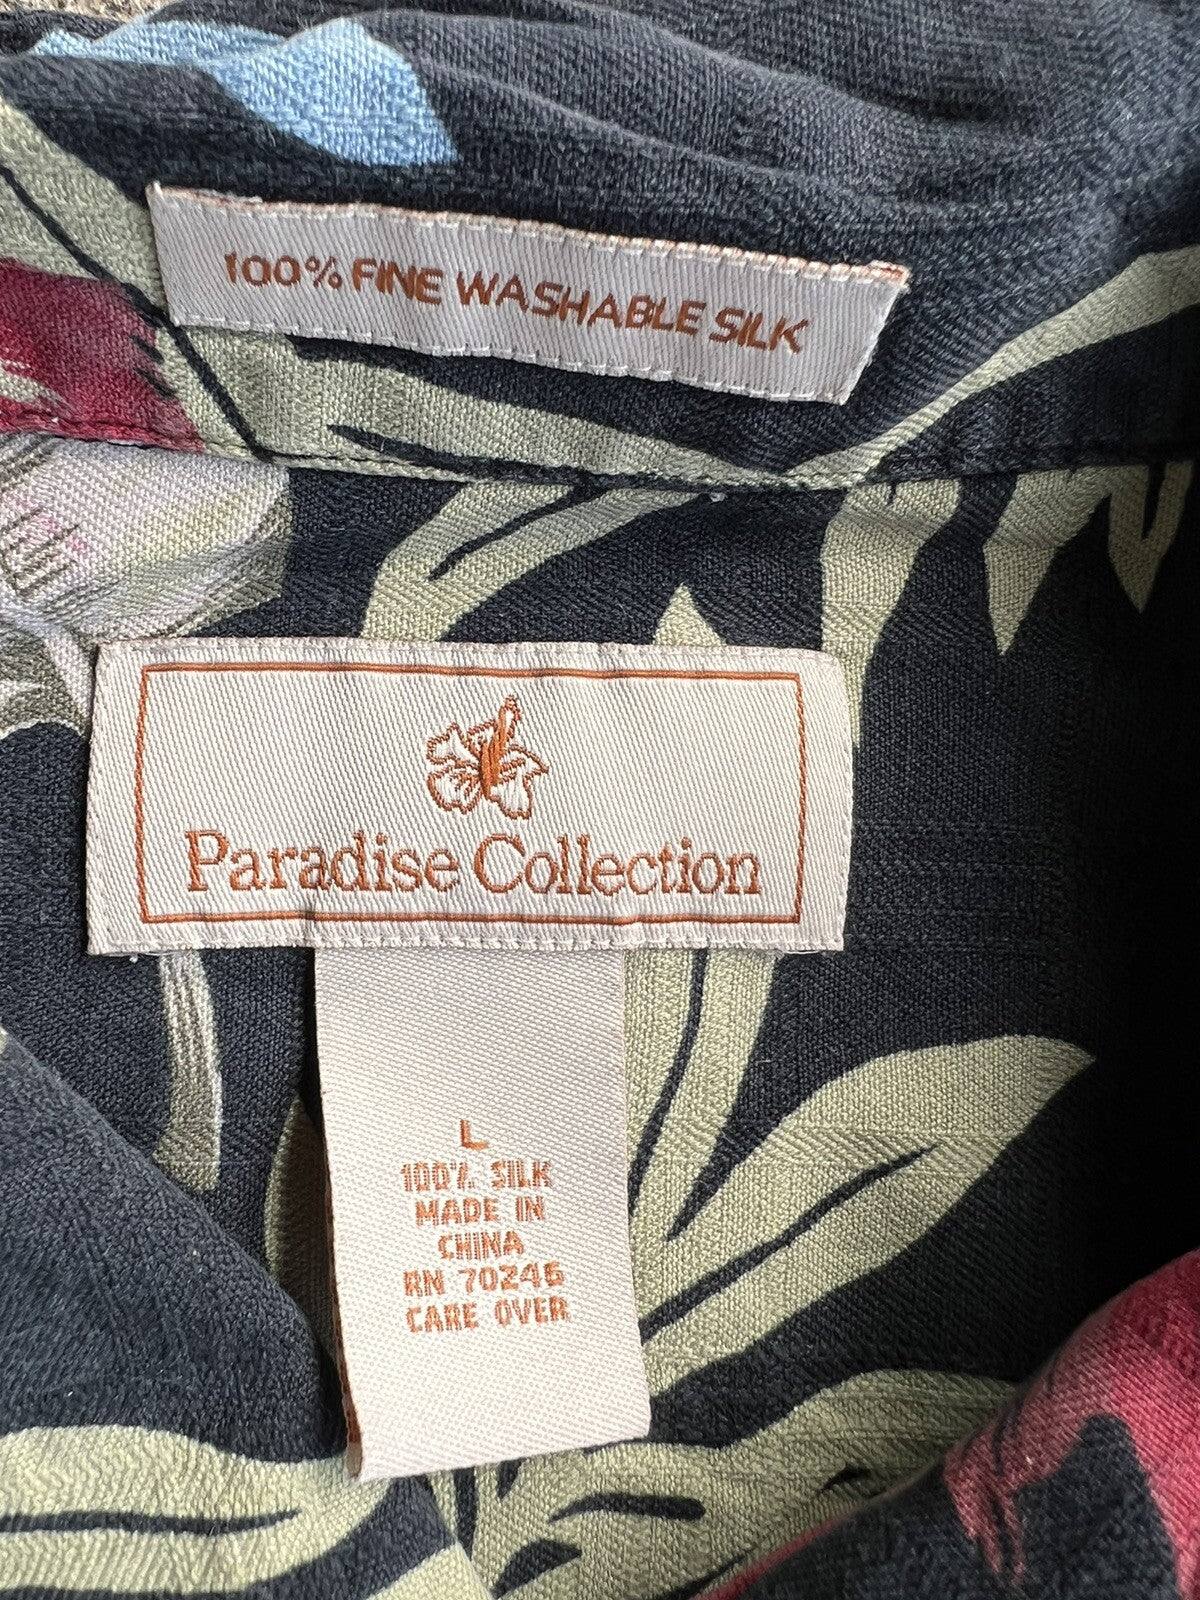 100% FINE WASHABLE SILK
Paradise Collection
L
100% SILK
MADE IN
CHINA
RN 70246
CARE OVER